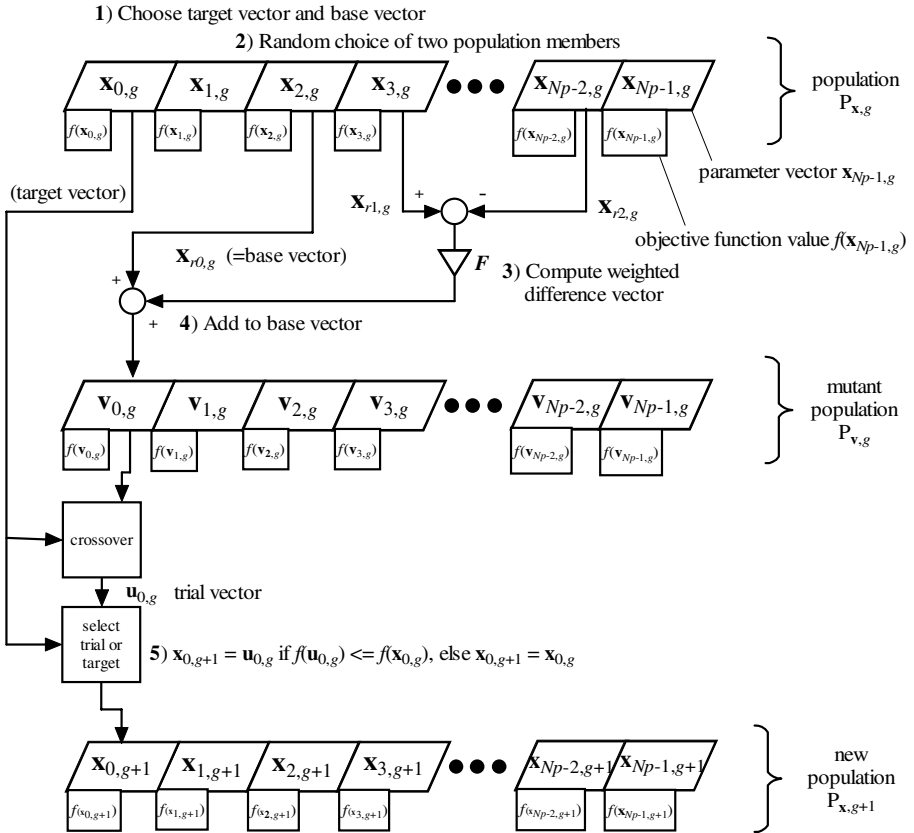 1) Choose target vector and base vector
2) Random choice of two population members
x0,g x1,g x2,g x3,g ●●● xNp-2,g xNp-1,g
f(x0,g) f(x1,g) f(x2,g) f(x3,g) f(xNp-2,g) f(xNp-1,g)
population
Px,g
parameter vector xNp-1,g
(target vector)
xr1,g + - xr2,g
objective function value f(xNp-1,g)
xr0,g (=base vector)
F
3) Compute weighted
difference vector
+
+
4) Add to base vector
v0,g v1,g v2,g v3,g ●●● vNp-2,g vNp-1,g
f(v0,g) f(v1,g) f(v2,g) f(v3,g) f(vNp-2,g) f(vNp-1,g)
mutant
population
Pv,g
crossover
u0,g trial vector
select
trial or
target
5) x0,g+1 = u0,g if f(u0,g) <= f(x0,g), else x0,g+1 = x0,g
x0,g+1 x1,g+1 x2,g+1 x3,g+1 ●●● xNp-2,g+1 xNp-1,g+1
f(x0,g+1) f(x1,g+1) f(x2,g+1) f(x3,g+1) f(xNp-2,g+1) f(xNp-1,g+1)
new
population
Px,g+1